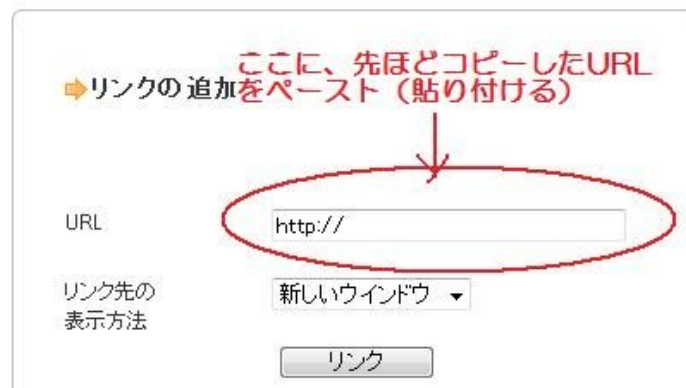 ここに、先ほどコピーしたURL
をペースト（貼り付ける）
リンクの追加
URL
http://
リンク先の
表示方法
新しいウインドウ
リンク